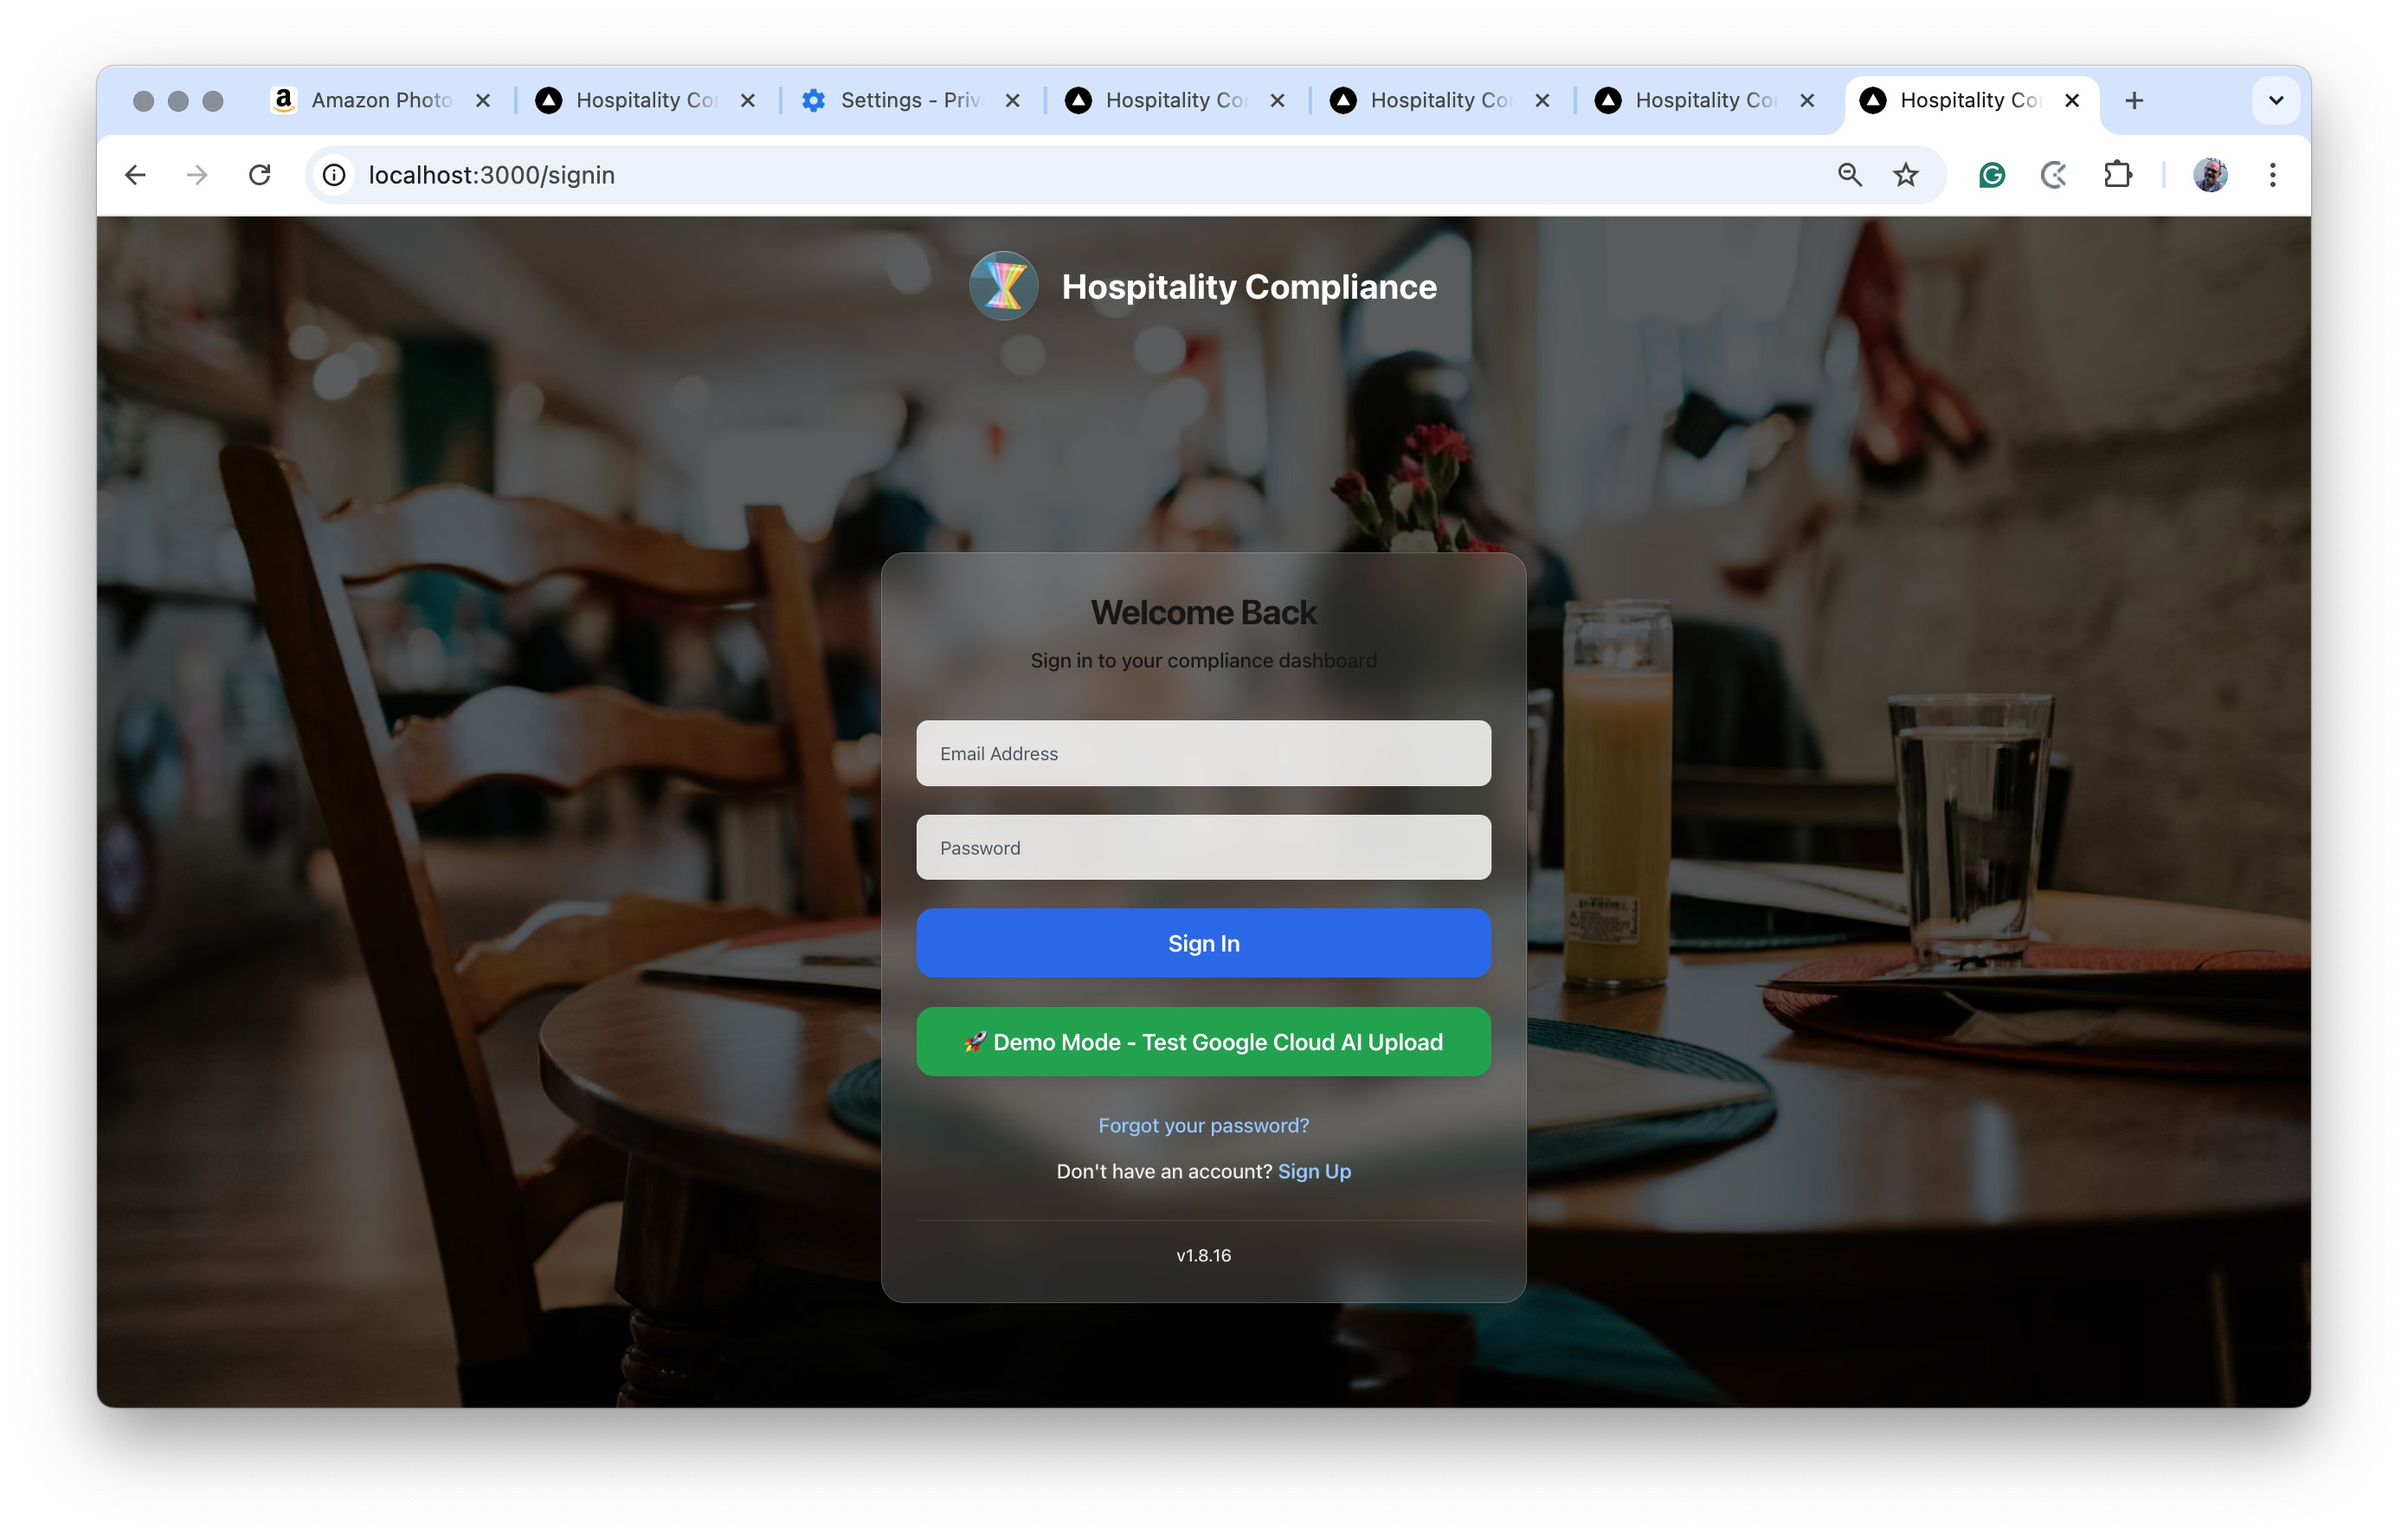 Amazon Photo
Hospitality Co
Settings - Priv
Hospitality Co
Hospitality Co
Hospitality Co
Hospitality Co
localhost:3000/signin
Hospitality Compliance
Welcome Back
Sign in to your compliance dashboard
Email Address
Password
Sign In
🚀 Demo Mode - Test Google Cloud AI Upload
Forgot your password?
Don't have an account? Sign Up
v1.8.16